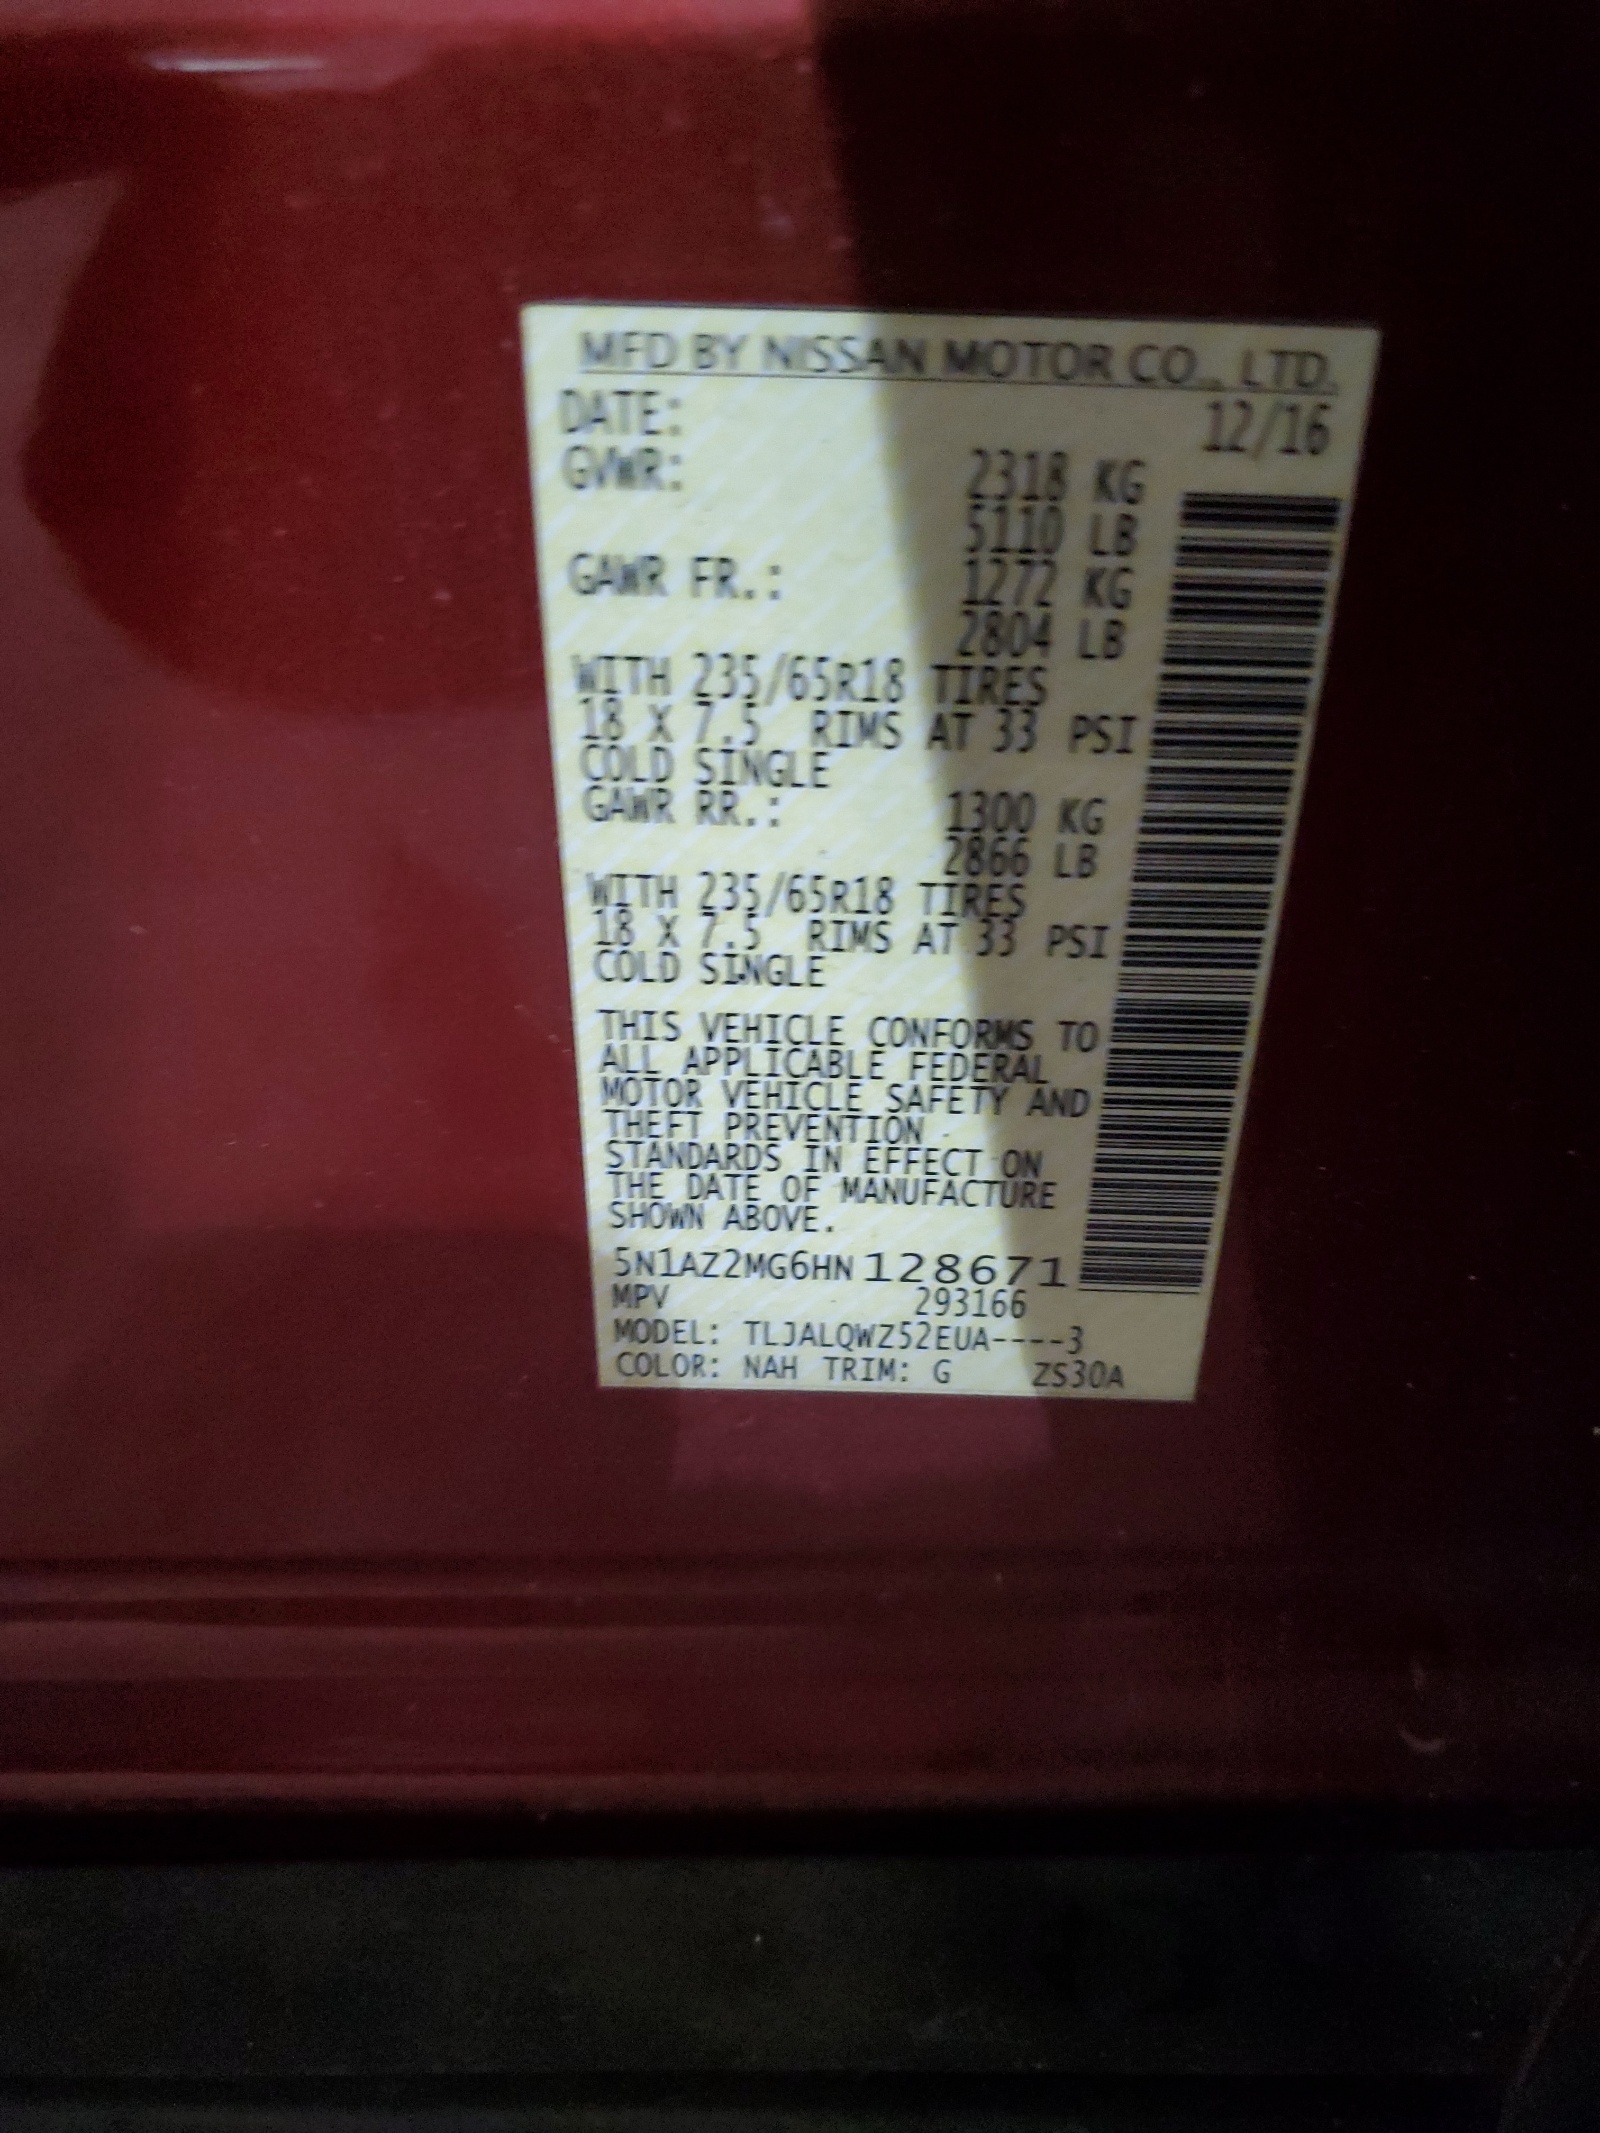 MFD BY NISSAN MOTOR CO., LTD.
DATE: 12/16
GVWR: 2318 KG
5110 LB
GAWR FR.: 1272 KG
2804 LB
WITH 235/65R18 TIRES
18 X 7.5 RIMS AT 33 PSI
COLD SINGLE
GAWR RR.: 1300 KG
2866 LB
WITH 235/65R18 TIRES
18 X 7.5 RIMS AT 33 PSI
COLD SINGLE
THIS VEHICLE CONFORMS TO
ALL APPLICABLE FEDERAL
MOTOR VEHICLE SAFETY AND
THEFT PREVENTION
STANDARDS IN EFFECT ON
THE DATE OF MANUFACTURE
SHOWN ABOVE.
5N1AZ2MG6HN128671
MPV 293166
MODEL: TLJALQWZ52EUA----3
COLOR: NAH TRIM: G ZS30A